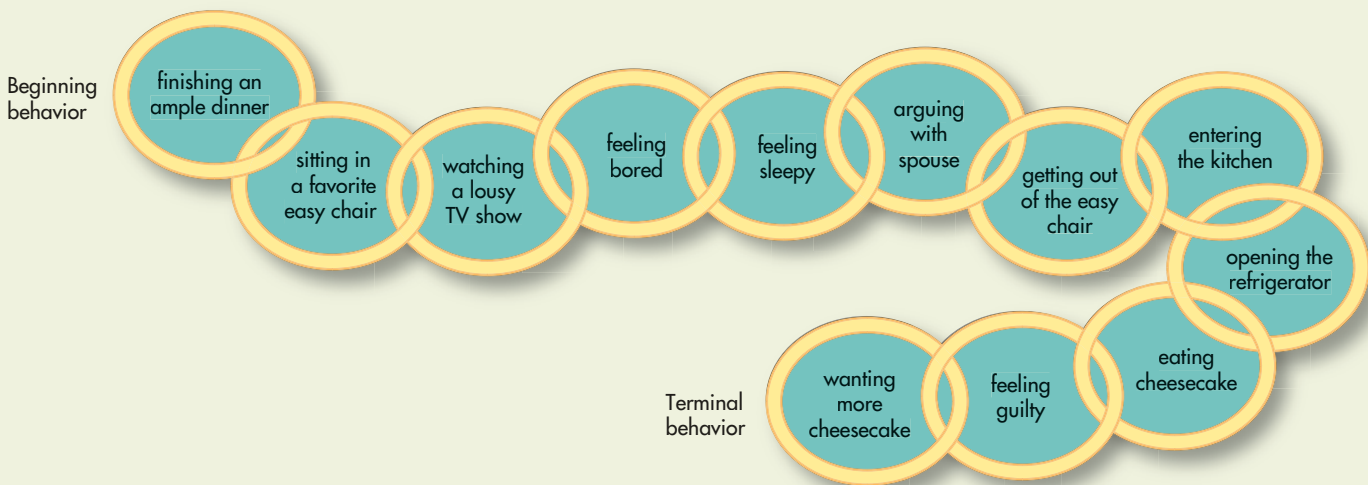 Beginning
behavior
finishing an
ample dinner
sitting in
a favorite
easy chair
watching
a lousy
TV show
feeling
bored
feeling
sleepy
arguing
with
spouse
getting out
of the easy
chair
entering
the kitchen
opening the
refrigerator
eating
cheesecake
feeling
guilty
wanting
more
cheesecake
Terminal
behavior